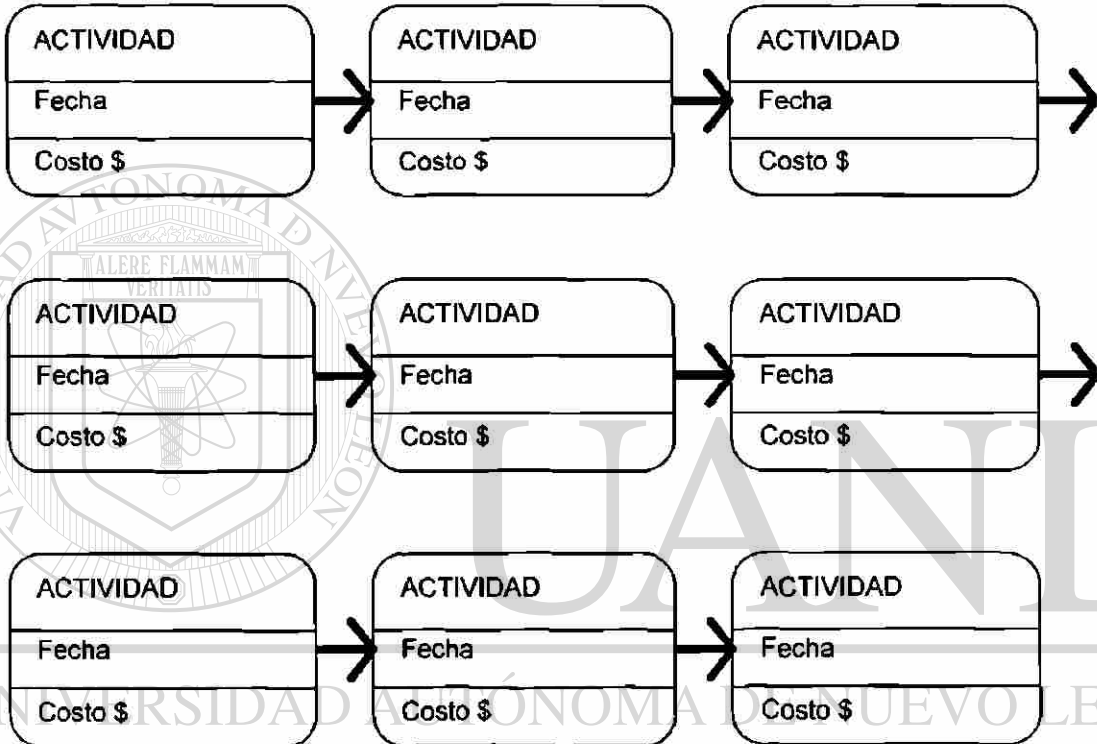 ACTIVIDAD ACTIVIDAD ACTIVIDAD
Fecha Fecha Fecha
Costo $ Costo $ Costo $
ALERE FLAMMAM
VERITATIS
ACTIVIDAD ACTIVIDAD ACTIVIDAD
Fecha Fecha Fecha
Costo $ Costo $ Costo $
UANL
ACTIVIDAD ACTIVIDAD ACTIVIDAD
Fecha Fecha Fecha
Costo $ Costo $ Costo $
UNIVERSIDAD AUTÓNOMA DE NUEVO LE